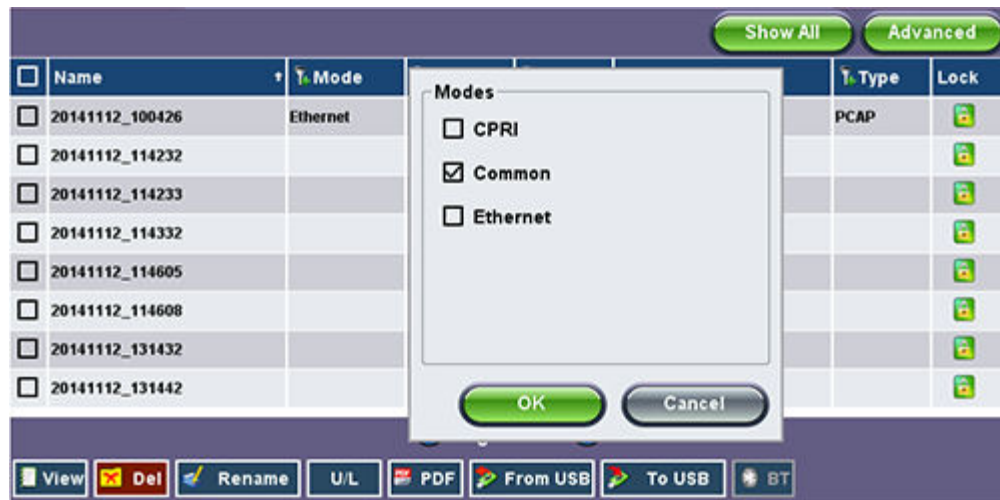 Show All Advanced
Name Mode Type Lock
20141112_100426 Ethernet PCAP
20141112_114232
20141112_114233
20141112_114332
20141112_114605
20141112_114608
20141112_131432
20141112_131442
Modes
CPRI
Common
Ethernet
OK Cancel
View Del Rename U/L PDF From USB To USB BT